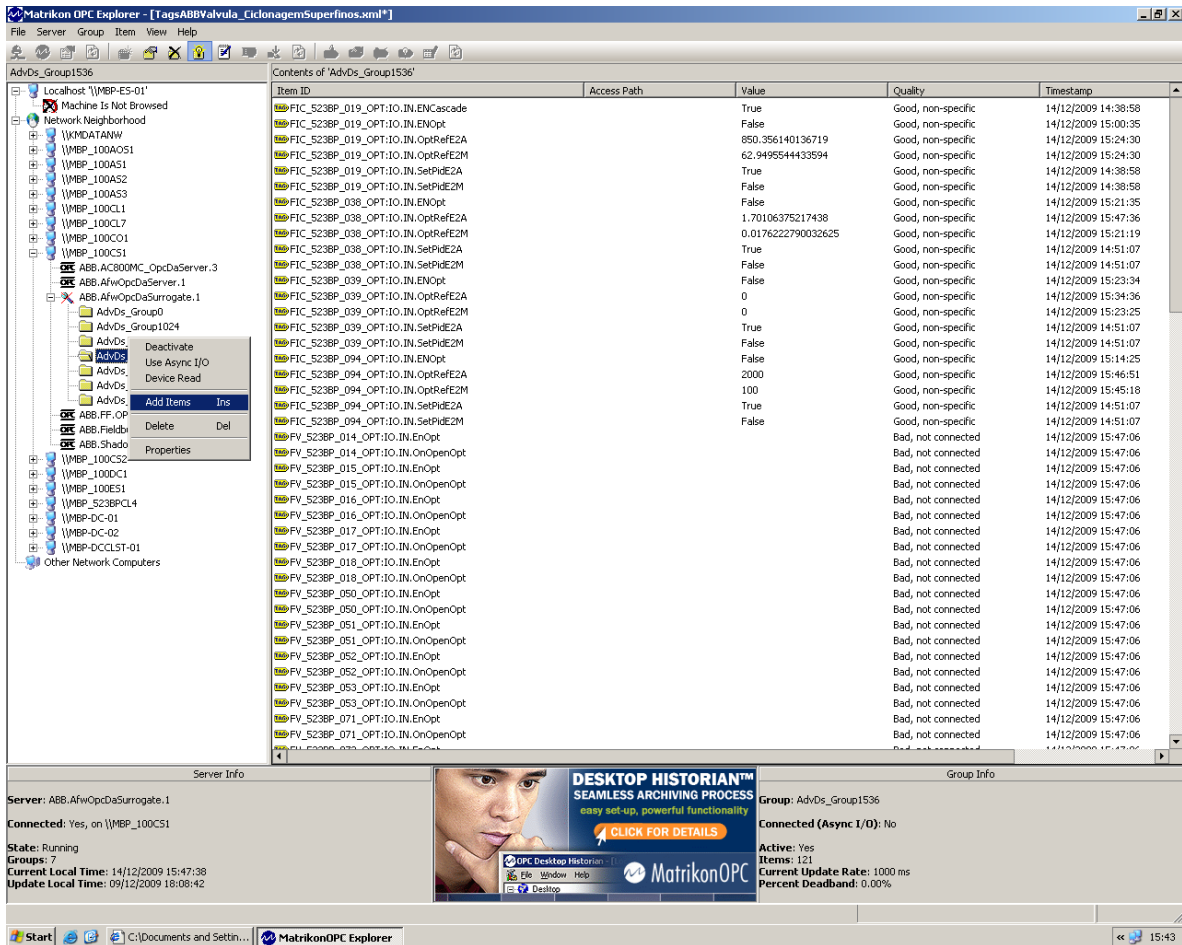 Matrikon OPC Explorer - [TagsABBValvula_CiclonagemSuperfinos.xml*]
File Server Group Item View Help
AdvDs_Group1536
Localhost '\\MBP-ES-01'
Machine Is Not Browsed
Network Neighborhood
\\KMDATANW
\\MBP_100AOS1
\\MBP_100AS1
\\MBP_100AS2
\\MBP_100AS3
\\MBP_100CL1
\\MBP_100CL7
\\MBP_100CO1
\\MBP_100CS1
ABB.AC800MC_OpcDaServer.3
ABB.AfwOpcDaServer.1
ABB.AfwOpcDaSurrogate.1
AdvDs_Group0
AdvDs_Group1024
AdvDs_
AdvDs_
AdvDs_
AdvDs_
AdvDs_
ABB.FF.OP
ABB.Fieldb
ABB.Shado
\\MBP_100CS2
\\MBP_100DC1
\\MBP_100ES1
\\MBP_523BPCL4
\\MBP-DC-01
\\MBP-DC-02
\\MBP-DCCLST-01
Other Network Computers
Deactivate
Use Async I/O
Device Read
Add Items Ins
Delete Del
Properties
Contents of 'AdvDs_Group1536'
Item ID Access Path Value Quality Timestamp
FIC_523BP_019_OPT:IO.IN.ENCascade True Good, non-specific 14/12/2009 14:38:58
FIC_523BP_019_OPT:IO.IN.ENOpt False Good, non-specific 14/12/2009 15:00:35
FIC_523BP_019_OPT:IO.IN.OptRefE2A 850.356140136719 Good, non-specific 14/12/2009 15:24:30
FIC_523BP_019_OPT:IO.IN.OptRefE2M 62.9495544433594 Good, non-specific 14/12/2009 15:24:30
FIC_523BP_019_OPT:IO.IN.SetPidE2A True Good, non-specific 14/12/2009 14:38:58
FIC_523BP_019_OPT:IO.IN.SetPidE2M False Good, non-specific 14/12/2009 14:38:58
FIC_523BP_038_OPT:IO.IN.ENOpt False Good, non-specific 14/12/2009 15:21:35
FIC_523BP_038_OPT:IO.IN.OptRefE2A 1.70106375217438 Good, non-specific 14/12/2009 15:47:36
FIC_523BP_038_OPT:IO.IN.OptRefE2M 0.0176222790032625 Good, non-specific 14/12/2009 15:21:19
FIC_523BP_038_OPT:IO.IN.SetPidE2A True Good, non-specific 14/12/2009 14:51:07
FIC_523BP_038_OPT:IO.IN.SetPidE2M False Good, non-specific 14/12/2009 14:51:07
FIC_523BP_039_OPT:IO.IN.ENOpt False Good, non-specific 14/12/2009 15:23:34
FIC_523BP_039_OPT:IO.IN.OptRefE2A 0 Good, non-specific 14/12/2009 15:34:36
FIC_523BP_039_OPT:IO.IN.OptRefE2M 0 Good, non-specific 14/12/2009 15:23:25
FIC_523BP_039_OPT:IO.IN.SetPidE2A True Good, non-specific 14/12/2009 14:51:07
FIC_523BP_039_OPT:IO.IN.SetPidE2M False Good, non-specific 14/12/2009 14:51:07
FIC_523BP_094_OPT:IO.IN.ENOpt False Good, non-specific 14/12/2009 15:14:25
FIC_523BP_094_OPT:IO.IN.OptRefE2A 2000 Good, non-specific 14/12/2009 15:46:51
FIC_523BP_094_OPT:IO.IN.OptRefE2M 100 Good, non-specific 14/12/2009 15:45:18
FIC_523BP_094_OPT:IO.IN.SetPidE2A True Good, non-specific 14/12/2009 14:51:07
FIC_523BP_094_OPT:IO.IN.SetPidE2M False Good, non-specific 14/12/2009 14:51:07
FV_523BP_014_OPT:IO.IN.EnOpt Bad, not connected 14/12/2009 15:47:06
FV_523BP_014_OPT:IO.IN.OnOpenOpt Bad, not connected 14/12/2009 15:47:06
FV_523BP_015_OPT:IO.IN.EnOpt Bad, not connected 14/12/2009 15:47:06
FV_523BP_015_OPT:IO.IN.OnOpenOpt Bad, not connected 14/12/2009 15:47:06
FV_523BP_016_OPT:IO.IN.EnOpt Bad, not connected 14/12/2009 15:47:06
FV_523BP_016_OPT:IO.IN.OnOpenOpt Bad, not connected 14/12/2009 15:47:06
FV_523BP_017_OPT:IO.IN.EnOpt Bad, not connected 14/12/2009 15:47:06
FV_523BP_017_OPT:IO.IN.OnOpenOpt Bad, not connected 14/12/2009 15:47:06
FV_523BP_018_OPT:IO.IN.EnOpt Bad, not connected 14/12/2009 15:47:06
FV_523BP_018_OPT:IO.IN.OnOpenOpt Bad, not connected 14/12/2009 15:47:06
FV_523BP_050_OPT:IO.IN.EnOpt Bad, not connected 14/12/2009 15:47:06
FV_523BP_050_OPT:IO.IN.OnOpenOpt Bad, not connected 14/12/2009 15:47:06
FV_523BP_051_OPT:IO.IN.EnOpt Bad, not connected 14/12/2009 15:47:06
FV_523BP_051_OPT:IO.IN.OnOpenOpt Bad, not connected 14/12/2009 15:47:06
FV_523BP_052_OPT:IO.IN.EnOpt Bad, not connected 14/12/2009 15:47:06
FV_523BP_052_OPT:IO.IN.OnOpenOpt Bad, not connected 14/12/2009 15:47:06
FV_523BP_053_OPT:IO.IN.EnOpt Bad, not connected 14/12/2009 15:47:06
FV_523BP_053_OPT:IO.IN.OnOpenOpt Bad, not connected 14/12/2009 15:47:06
FV_523BP_071_OPT:IO.IN.EnOpt Bad, not connected 14/12/2009 15:47:06
FV_523BP_071_OPT:IO.IN.OnOpenOpt Bad, not connected 14/12/2009 15:47:06
Server Info
Server: ABB.AfwOpcDaSurrogate.1
Connected: Yes, on \\MBP_100CS1
State: Running
Groups: 7
Current Local Time: 14/12/2009 15:47:38
Update Local Time: 09/12/2009 18:08:42
DESKTOP HISTORIAN™
SEAMLESS ARCHIVING PROCESS
easy set-up, powerful functionality
CLICK FOR DETAILS
OPC Desktop Historian - [
File Window Help
Desktop
MatrikonOPC
Group Info
Group: AdvDs_Group1536
Connected (Async I/O): No
Active: Yes
Items: 121
Current Update Rate: 1000 ms
Percent Deadband: 0.00%
Start C:\Documents and Settin... MatrikonOPC Explorer « 15:43